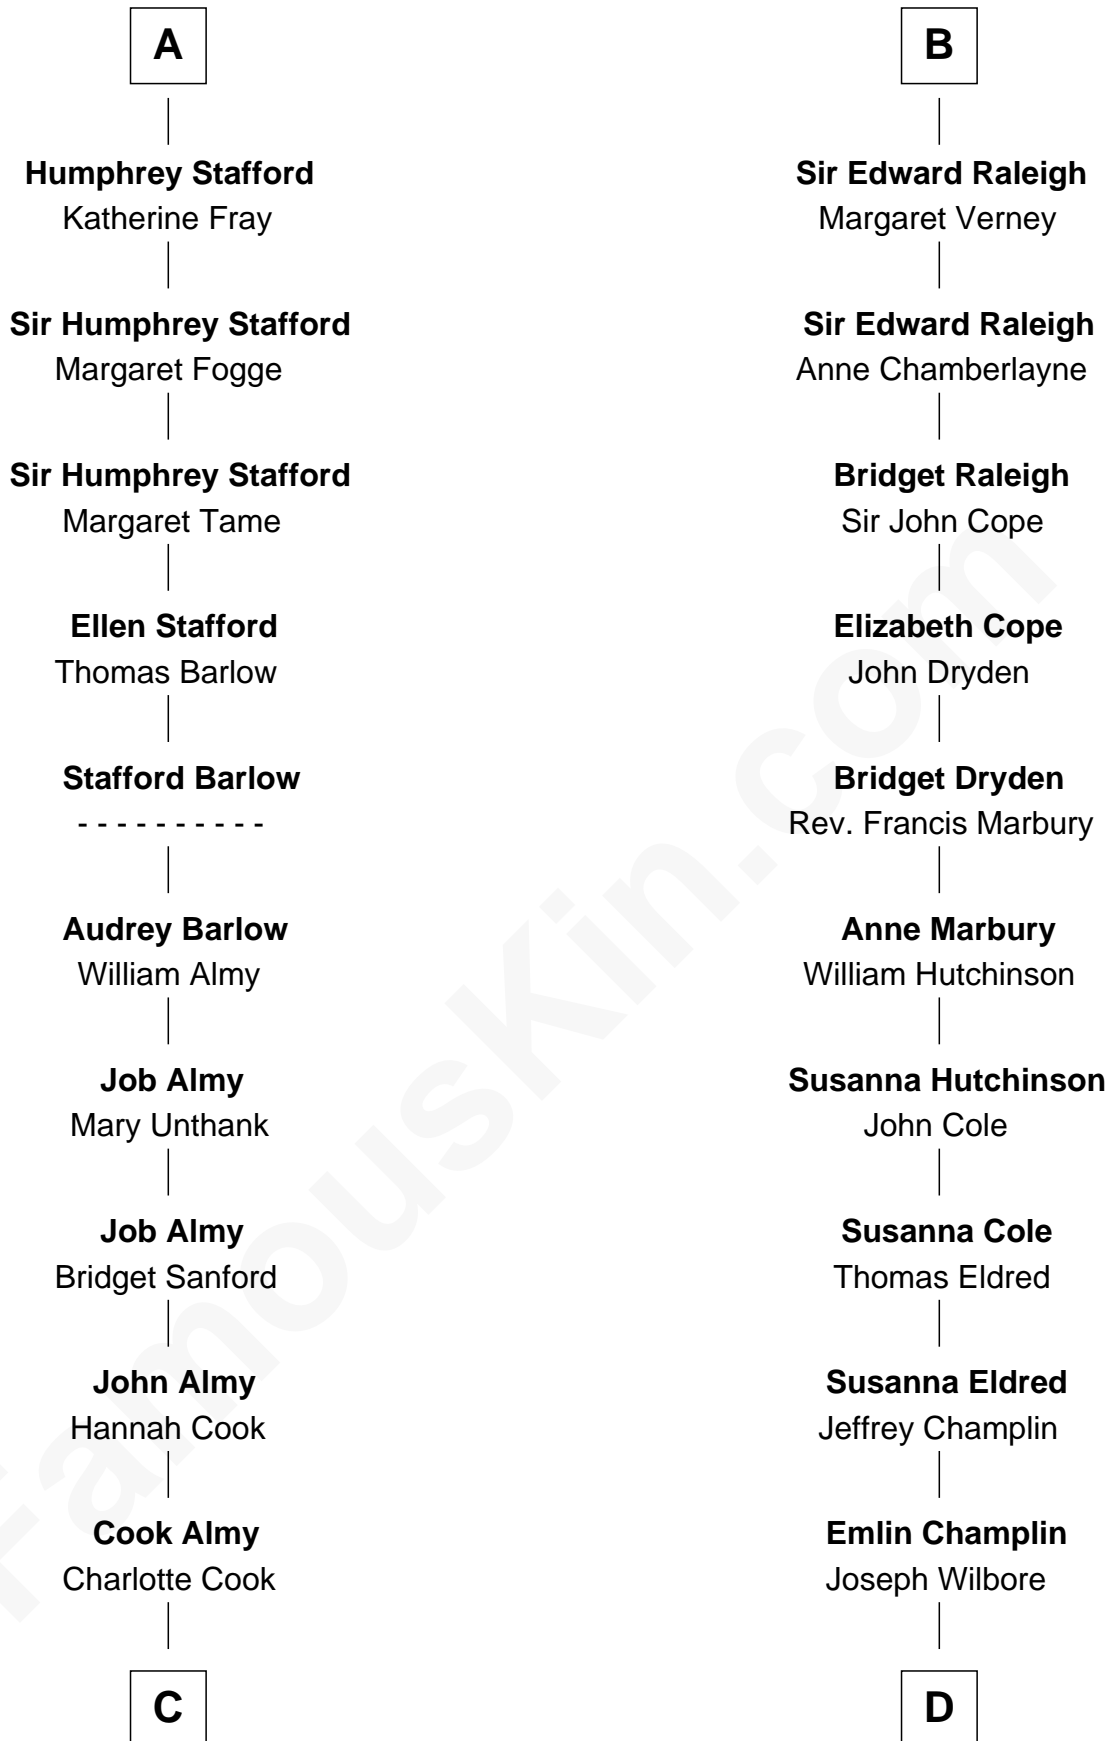 A
Humphrey Stafford
Katherine Fray
Sir Humphrey Stafford
Margaret Fogge
Sir Humphrey Stafford
Margaret Tame
Ellen Stafford
Thomas Barlow
Stafford Barlow
- - - - - - - - - -
Audrey Barlow
William Almy
Job Almy
Mary Unthank
Job Almy
Bridget Sanford
John Almy
Hannah Cook
Cook Almy
Charlotte Cook
C
B
Sir Edward Raleigh
Margaret Verney
Sir Edward Raleigh
Anne Chamberlayne
Bridget Raleigh
Sir John Cope
Elizabeth Cope
John Dryden
Bridget Dryden
Rev. Francis Marbury
Anne Marbury
William Hutchinson
Susanna Hutchinson
John Cole
Susanna Cole
Thomas Eldred
Susanna Eldred
Jeffrey Champlin
Emlin Champlin
Joseph Wilbore
D
FamousKin.com